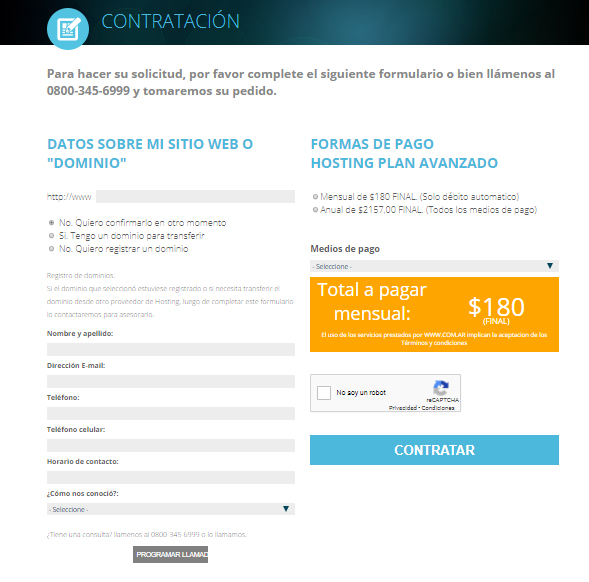 CONTRATACIÓN
Para hacer su solicitud, por favor complete el siguiente formulario o bien llámenos al
0800-345-6999 y tomaremos su pedido.
DATOS SOBRE MI SITIO WEB O
"DOMINIO"
http://www
No. Quiero confirmarlo en otro momento
Si. Tengo un dominio para transferir
No. Quiero registrar un dominio
Registro de dominios.
Si el dominio que seleccionó estuviese registrado o si necesita transferir el
dominio desde otro proveedor de Hosting, luego de completar este formulario
lo contactaremos para asesorarlo.
Nombre y apellido:
Dirección E-mail:
Teléfono:
Teléfono celular:
Horario de contacto:
¿Cómo nos conoció?:
- Seleccione -
¿Tiene una consulta? llamenos al 0800-345-6999 o lo llamamos.
PROGRAMAR LLAMAD
FORMAS DE PAGO
HOSTING PLAN AVANZADO
Mensual de $180 FINAL. (Solo débito automatico)
Anual de $2157,00 FINAL. (Todos los medios de pago)
Medios de pago
- Seleccione -
Total a pagar
mensual:
$180
(FINAL)
El uso de los servicios prestados por WWW.COM.AR implican la aceptacion de los
Términos y condiciones
No soy un robot
reCAPTCHA
Privacidad - Condiciones
CONTRATAR